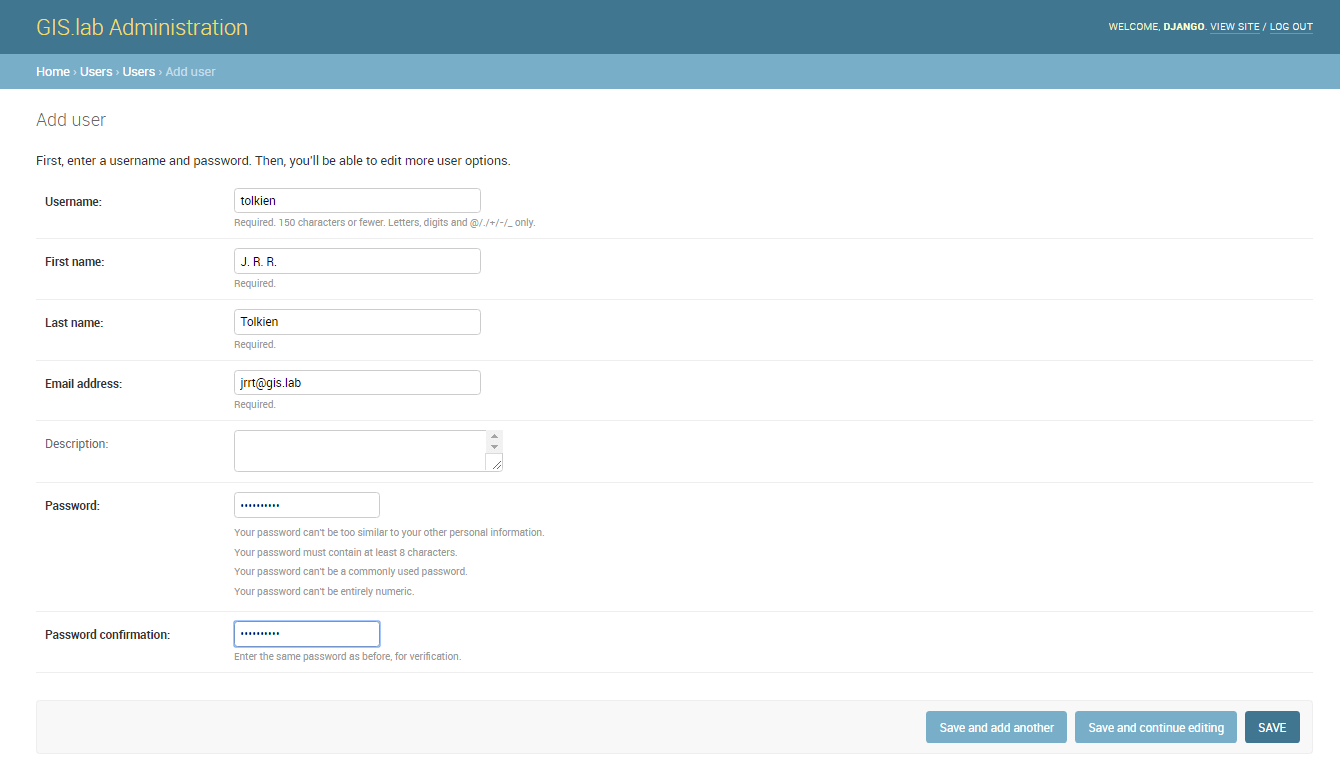 GIS.lab Administration
WELCOME, DJANGO. VIEW SITE / LOG OUT
Home › Users › Users › Add user
Add user
First, enter a username and password. Then, you'll be able to edit more user options.
Username:
tolkien
Required. 150 characters or fewer. Letters, digits and @/./+/-/_ only.
First name:
J. R. R.
Required.
Last name:
Tolkien
Required.
Email address:
jrrt@gis.lab
Required.
Description:
Password:
••••••••••
Your password can't be too similar to your other personal information.
Your password must contain at least 8 characters.
Your password can't be a commonly used password.
Your password can't be entirely numeric.
Password confirmation:
••••••••••
Enter the same password as before, for verification.
Save and add another
Save and continue editing
SAVE